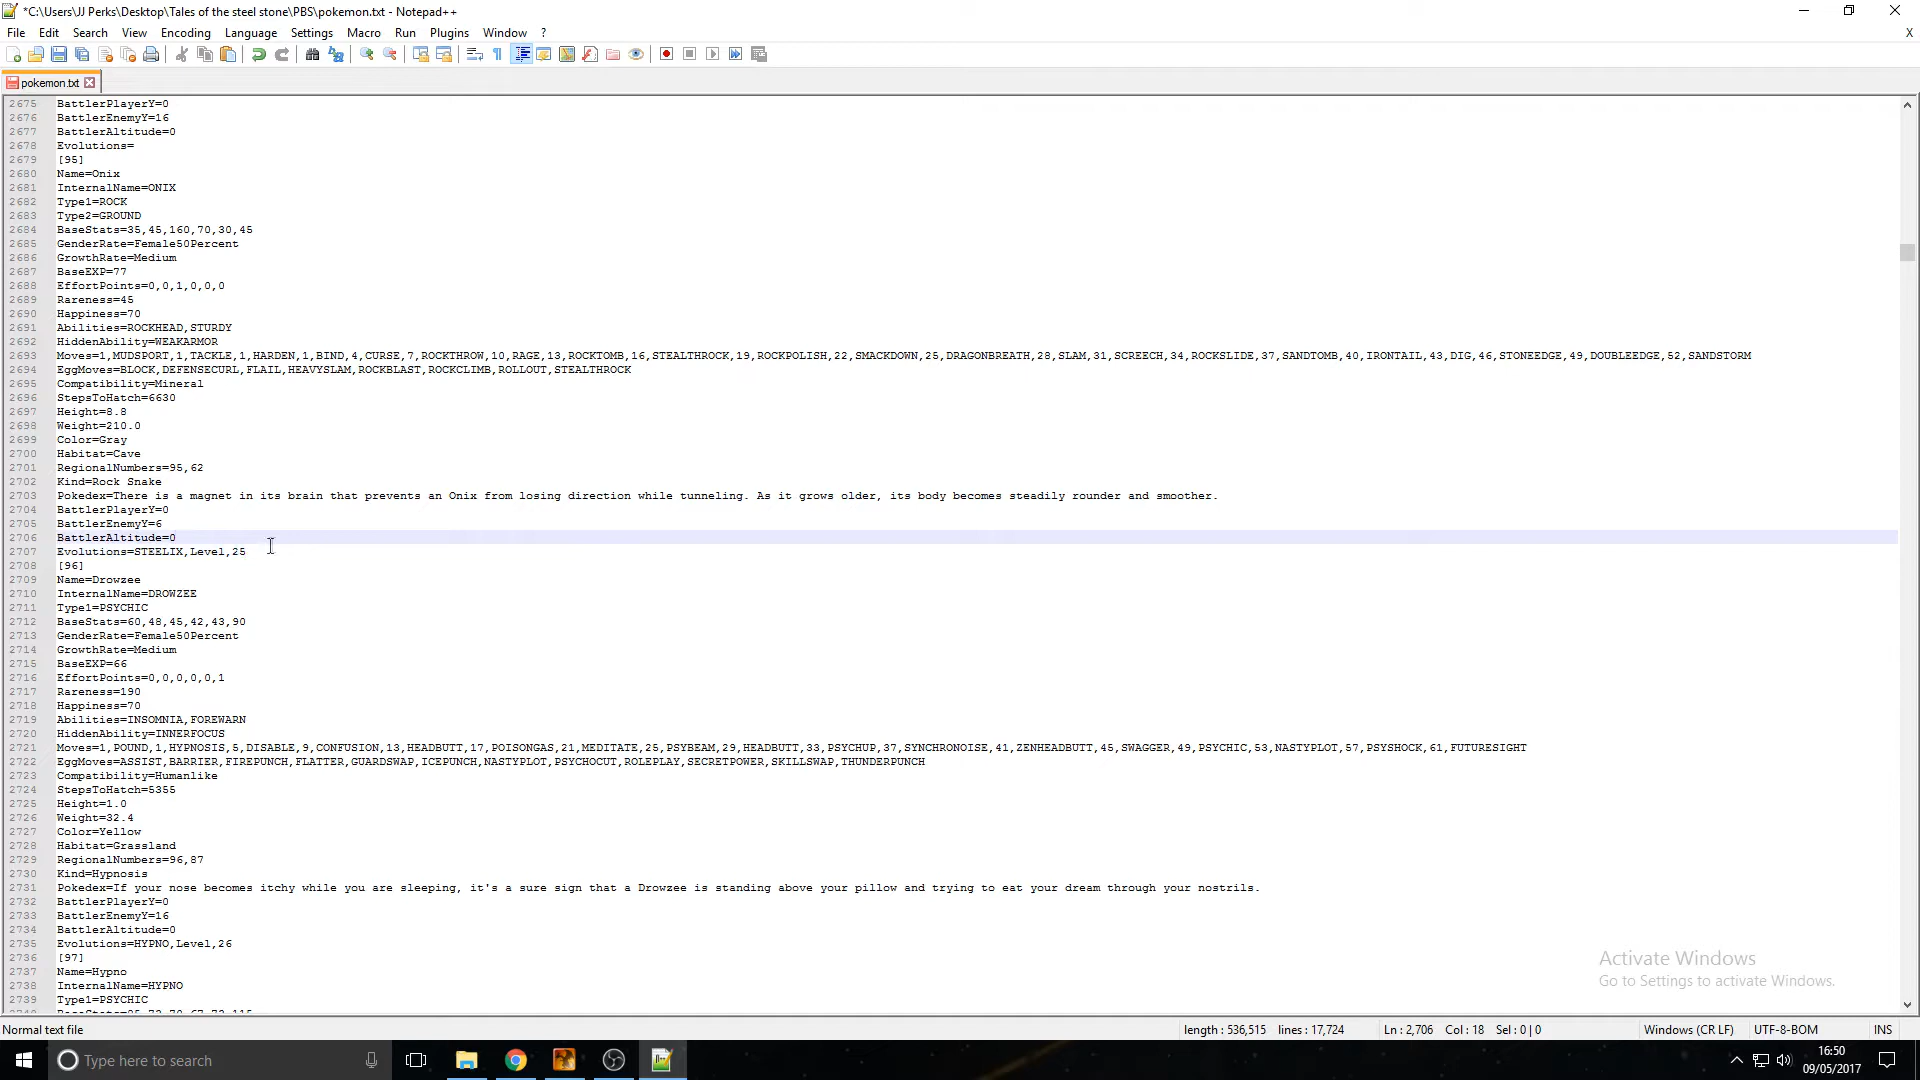 *C:\Users\JJ Perks\Desktop\Tales of the steel stone\PBS\pokemon.txt - Notepad++
File Edit Search View Encoding Language Settings Macro Run Plugins Window ? X
pokemon.txt
2675 BattlerPlayerY=0
2676 BattlerEnemyY=16
2677 BattlerAltitude=0
2678 Evolutions=
2679 [95]
2680 Name=Onix
2681 InternalName=ONIX
2682 Type1=ROCK
2683 Type2=GROUND
2684 BaseStats=35,45,160,70,30,45
2685 GenderRate=Female50Percent
2686 GrowthRate=Medium
2687 BaseEXP=77
2688 EffortPoints=0,0,1,0,0,0
2689 Rareness=45
2690 Happiness=70
2691 Abilities=ROCKHEAD,STURDY
2692 HiddenAbility=WEAKARMOR
2693 Moves=1,MUDSPORT,1,TACKLE,1,HARDEN,1,BIND,4,CURSE,7,ROCKTHROW,10,RAGE,13,ROCKTOMB,16,STEALTHROCK,19,ROCKPOLISH,22,SMACKDOWN,25,DRAGONBREATH,28,SLAM,31,SCREECH,34,ROCKSLIDE,37,SANDTOMB,40,IRONTAIL,43,DIG,46,STONEEDGE,49,DOUBLEEDGE,52,SANDSTORM
2694 EggMoves=BLOCK,DEFENSECURL,FLAIL,HEAVYSLAM,ROCKBLAST,ROCKCLIMB,ROLLOUT,STEALTHROCK
2695 Compatibility=Mineral
2696 StepsToHatch=6630
2697 Height=8.8
2698 Weight=210.0
2699 Color=Gray
2700 Habitat=Cave
2701 RegionalNumbers=95,62
2702 Kind=Rock Snake
2703 Pokedex=There is a magnet in its brain that prevents an Onix from losing direction while tunneling. As it grows older, its body becomes steadily rounder and smoother.
2704 BattlerPlayerY=0
2705 BattlerEnemyY=6
2706 BattlerAltitude=0
2707 Evolutions=STEELIX,Level,25
2708 [96]
2709 Name=Drowzee
2710 InternalName=DROWZEE
2711 Type1=PSYCHIC
2712 BaseStats=60,48,45,42,43,90
2713 GenderRate=Female50Percent
2714 GrowthRate=Medium
2715 BaseEXP=66
2716 EffortPoints=0,0,0,0,0,1
2717 Rareness=190
2718 Happiness=70
2719 Abilities=INSOMNIA,FOREWARN
2720 HiddenAbility=INNERFOCUS
2721 Moves=1,POUND,1,HYPNOSIS,5,DISABLE,9,CONFUSION,13,HEADBUTT,17,POISONGAS,21,MEDITATE,25,PSYBEAM,29,HEADBUTT,33,PSYCHUP,37,SYNCHRONOISE,41,ZENHEADBUTT,45,SWAGGER,49,PSYCHIC,53,NASTYPLOT,57,PSYSHOCK,61,FUTURESIGHT
2722 EggMoves=ASSIST,BARRIER,FIREPUNCH,FLATTER,GUARDSWAP,ICEPUNCH,NASTYPLOT,PSYCHOCUT,ROLEPLAY,SECRETPOWER,SKILLSWAP,THUNDERPUNCH
2723 Compatibility=Humanlike
2724 StepsToHatch=5355
2725 Height=1.0
2726 Weight=32.4
2727 Color=Yellow
2728 Habitat=Grassland
2729 RegionalNumbers=96,87
2730 Kind=Hypnosis
2731 Pokedex=If your nose becomes itchy while you are sleeping, it's a sure sign that a Drowzee is standing above your pillow and trying to eat your dream through your nostrils.
2732 BattlerPlayerY=0
2733 BattlerEnemyY=16
2734 BattlerAltitude=0
2735 Evolutions=HYPNO,Level,26
2736 [97]
2737 Name=Hypno
2738 InternalName=HYPNO
2739 Type1=PSYCHIC
Activate Windows
Go to Settings to activate Windows.
Normal text file length : 536,515 lines : 17,724 Ln : 2,706 Col : 18 Sel : 0 | 0 Windows (CR LF) UTF-8-BOM INS
Type here to search
16:50
09/05/2017